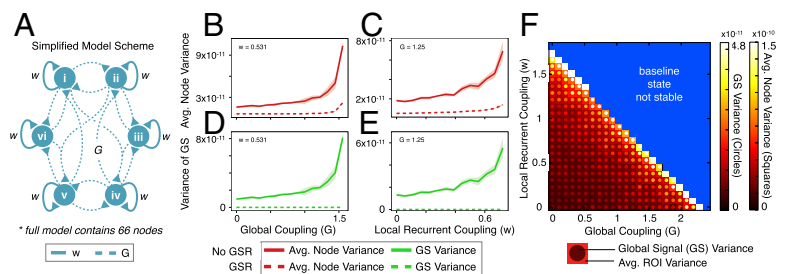 A
Simplified Model Scheme
w
i
ii
w
w
vi
iii
w
G
w
v
iv
w
* full model contains 66 nodes
w
G
B
w = 0.531
Avg. Node Variance
9x10-11
3x10-11
C
G = 1.25
8x10-11
2x10-11
D
w = 0.531
Variance of GS
8x10-11
0
0
1.5
Global Coupling (G)
E
G = 1.25
6x10-11
0
0
0.6
Local Recurrent Coupling (w)
No GSR
Avg. Node Variance
GS Variance
GSR
Avg. Node Variance
GS Variance
F
baseline
state
not stable
Local Recurrent Coupling (w)
1.5
1
0.5
0
0
0.5
1
1.5
2
Global Coupling (G)
x10-11
4.8
0
GS Variance (Circles)
x10-10
1.5
0
Avg. Node Variance (Squares)
Global Signal (GS) Variance
Avg. ROI Variance